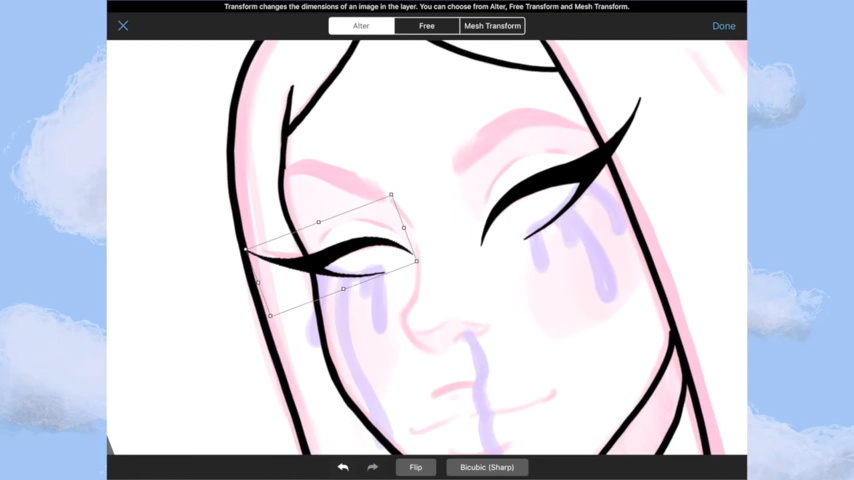 Transform changes the dimensions of an image in the layer. You can choose from Alter, Free Transform and Mesh Transform.
Alter Free Mesh Transform Done
Flip Bicubic (Sharp)